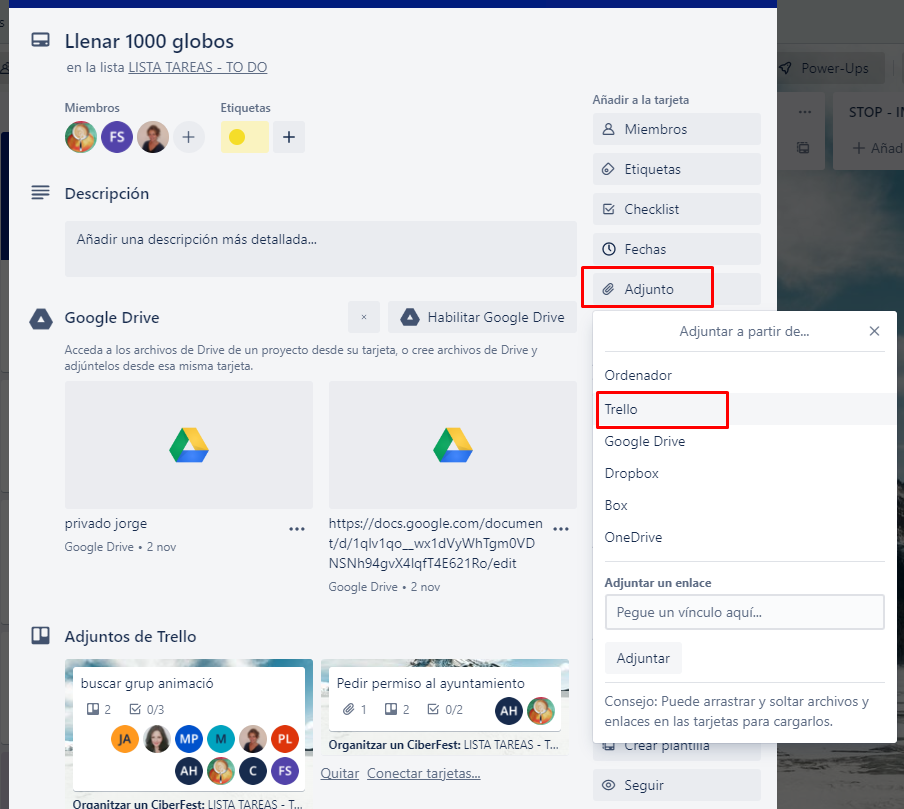 s
Llenar 1000 globos
en la lista LISTA TAREAS - TO DO
Power-Ups
STOP - IN
Añad
Miembros
Etiquetas
FS
Descripción
Añadir una descripción más detallada...
Google Drive
×
Habilitar Google Drive
Acceda a los archivos de Drive de un proyecto desde su tarjeta, o cree archivos de Drive y
adjúntelos desde esa misma tarjeta.
privado jorge
Google Drive • 2 nov
https://docs.google.com/documen
t/d/1qlv1qo__wx1dVyWhTgm0VD
NSNh94gvX4lqfT4E621Ro/edit
Google Drive • 2 nov
Adjuntos de Trello
buscar grup animació
2
0/3
JA
MP
M
PL
AH
C
FS
Organitzar un CiberFest: LISTA TAREAS - T...
Pedir permiso al ayuntamiento
1
2
0/2
AH
Organitzar un CiberFest: LISTA TAREAS - T...
Quitar
Conectar tarjetas...
Añadir a la tarjeta
Miembros
Etiquetas
Checklist
Fechas
Adjunto
Adjuntar a partir de...
Ordenador
Trello
Google Drive
Dropbox
Box
OneDrive
Adjuntar un enlace
Pegue un vínculo aquí...
Adjuntar
Consejo: Puede arrastrar y soltar archivos y
enlaces en las tarjetas para cargarlos.
Crear plantilla
Seguir